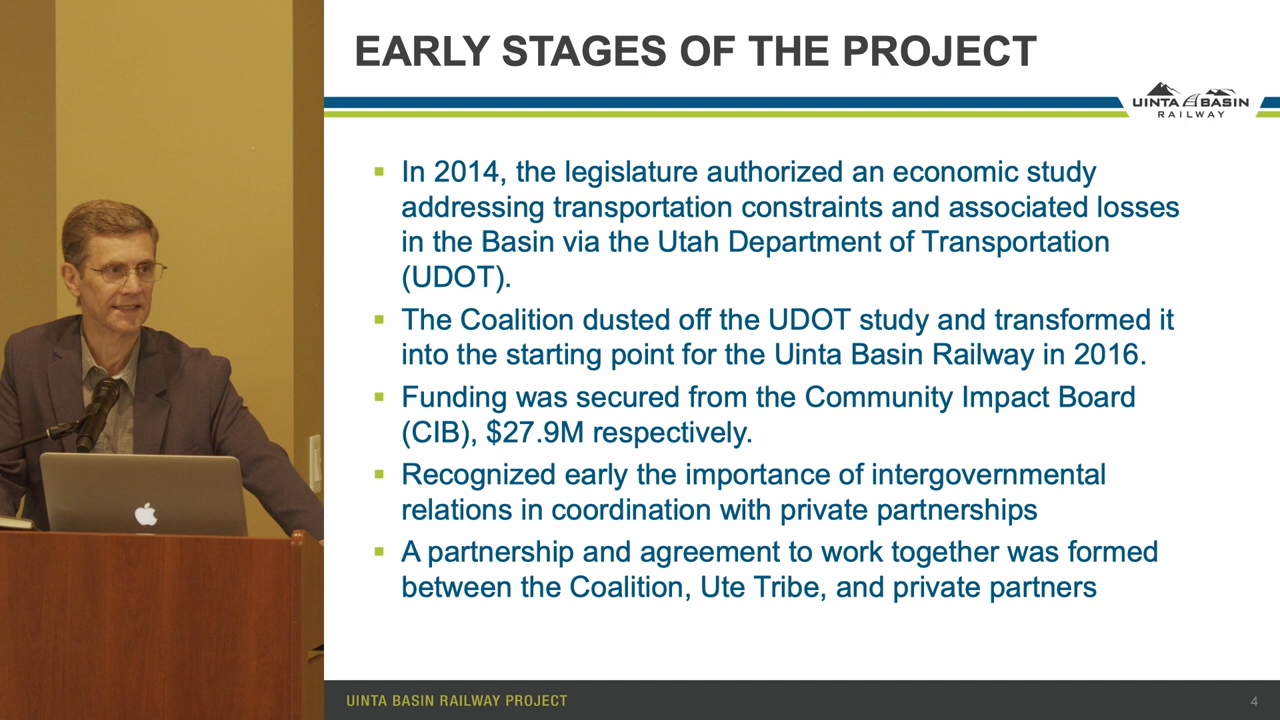 EARLY STAGES OF THE PROJECT
UINTA BASIN
RAILWAY
▪ In 2014, the legislature authorized an economic study
addressing transportation constraints and associated losses
in the Basin via the Utah Department of Transportation
(UDOT).
▪ The Coalition dusted off the UDOT study and transformed it
into the starting point for the Uinta Basin Railway in 2016.
▪ Funding was secured from the Community Impact Board
(CIB), $27.9M respectively.
▪ Recognized early the importance of intergovernmental
relations in coordination with private partnerships
▪ A partnership and agreement to work together was formed
between the Coalition, Ute Tribe, and private partners
UINTA BASIN RAILWAY PROJECT
4